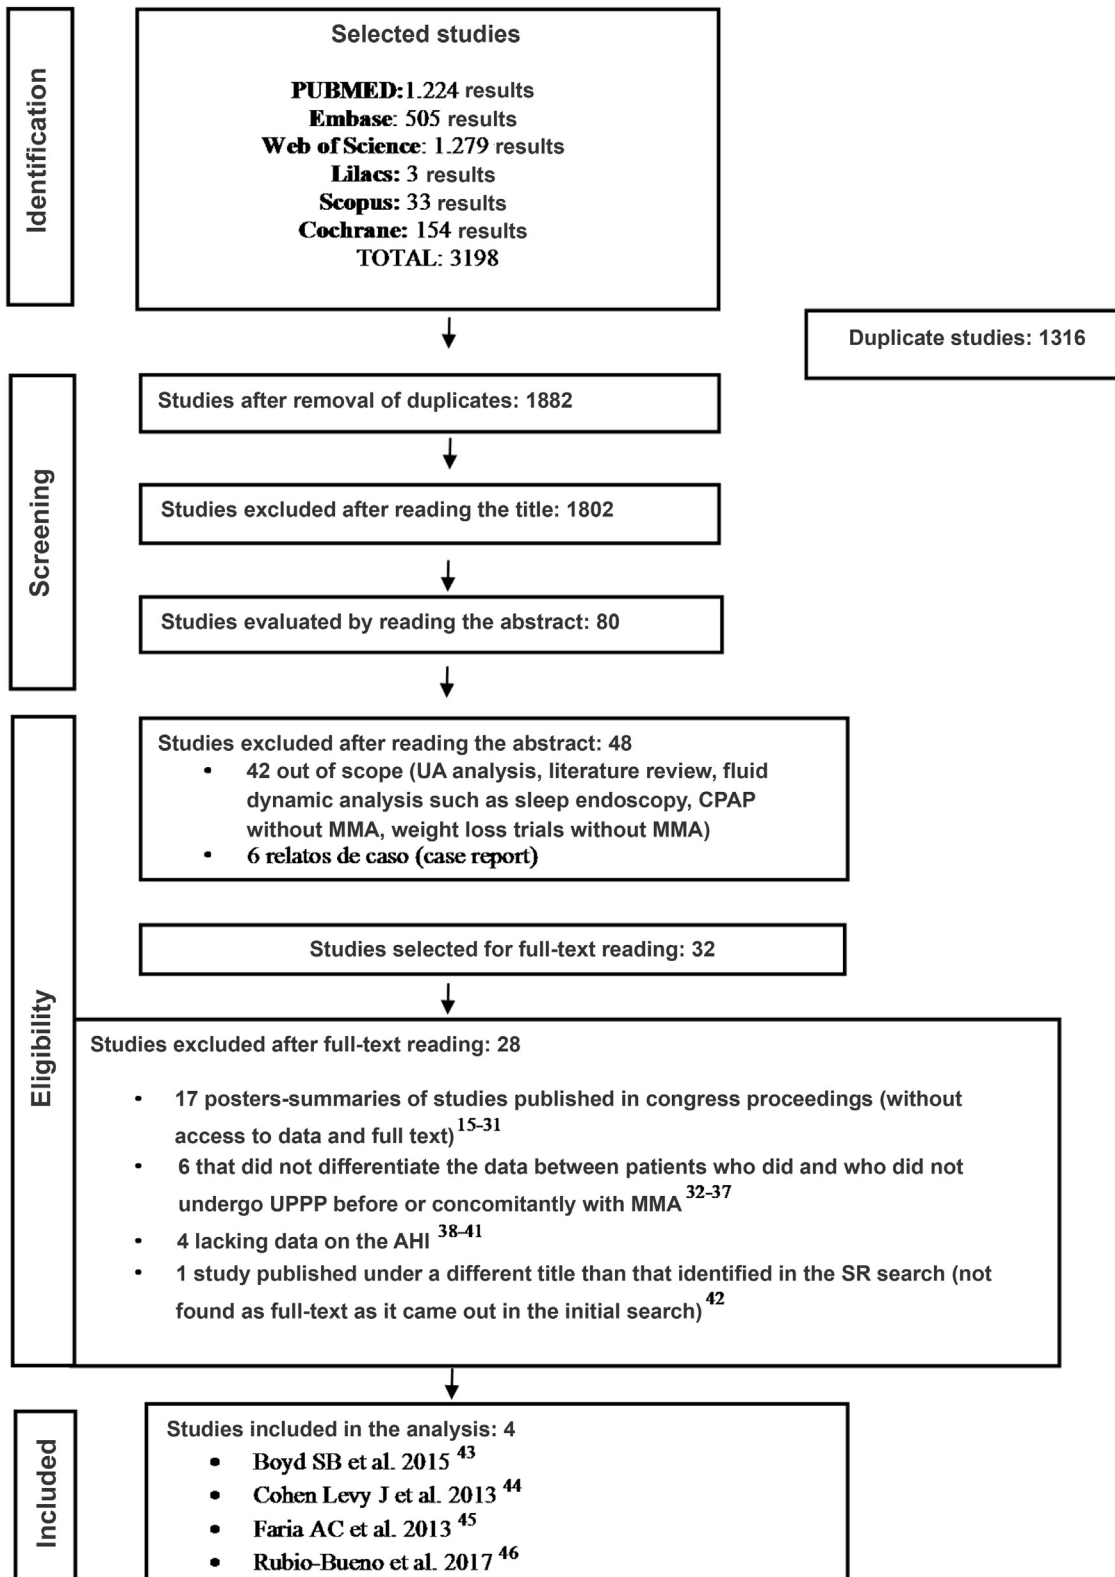 Identification
Selected studies
PUBMED:1.224 results
Embase: 505 results
Web of Science: 1.279 results
Lilacs: 3 results
Scopus: 33 results
Cochrane: 154 results
TOTAL: 3198
Duplicate studies: 1316
Screening
Studies after removal of duplicates: 1882
Studies excluded after reading the title: 1802
Studies evaluated by reading the abstract: 80
Eligibility
Studies excluded after reading the abstract: 48
• 42 out of scope (UA analysis, literature review, fluid
dynamic analysis such as sleep endoscopy, CPAP
without MMA, weight loss trials without MMA)
• 6 relatos de caso (case report)
Studies selected for full-text reading: 32
Studies excluded after full-text reading: 28
• 17 posters-summaries of studies published in congress proceedings (without
access to data and full text) 15-31
• 6 that did not differentiate the data between patients who did and who did not
undergo UPPP before or concomitantly with MMA 32-37
• 4 lacking data on the AHI 38-41
• 1 study published under a different title than that identified in the SR search (not
found as full-text as it came out in the initial search) 42
Included
Studies included in the analysis: 4
• Boyd SB et al. 2015 43
• Cohen Levy J et al. 2013 44
• Faria AC et al. 2013 45
• Rubio-Bueno et al. 2017 46